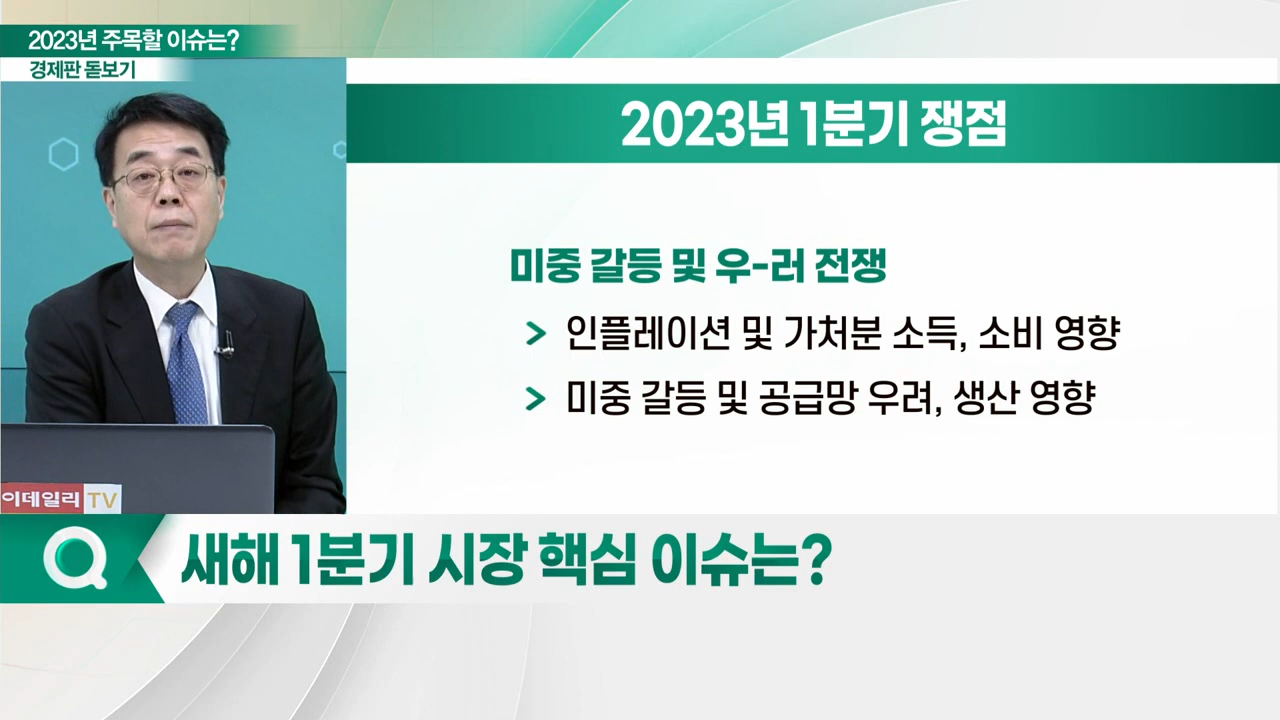 2023년 주목할 이슈는?
경제판 돋보기
2023년 1분기 쟁점
미중 갈등 및 우-러 전쟁
> 인플레이션 및 가처분 소득, 소비 영향
> 미중 갈등 및 공급망 우려, 생산 영향
이데일리 TV
Q 새해 1분기 시장 핵심 이슈는?